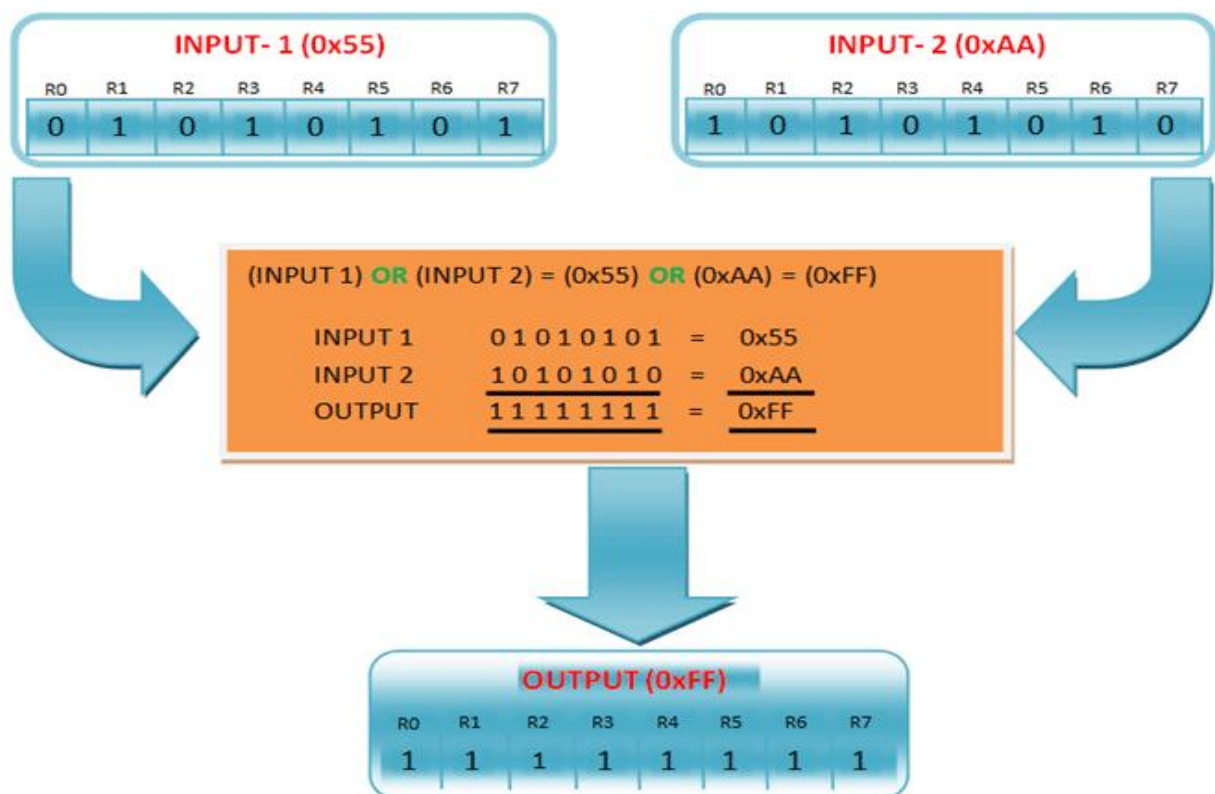 INPUT- 1 (0x55)
R0 R1 R2 R3 R4 R5 R6 R7
0 1 0 1 0 1 0 1
INPUT- 2 (0xAA)
R0 R1 R2 R3 R4 R5 R6 R7
1 0 1 0 1 0 1 0
(INPUT 1) OR (INPUT 2) = (0x55) OR (0xAA) = (0xFF)
INPUT 1 0 1 0 1 0 1 0 1 = 0x55
INPUT 2 1 0 1 0 1 0 1 0 = 0xAA
OUTPUT 1 1 1 1 1 1 1 1 = 0xFF
OUTPUT (0xFF)
R0 R1 R2 R3 R4 R5 R6 R7
1 1 1 1 1 1 1 1